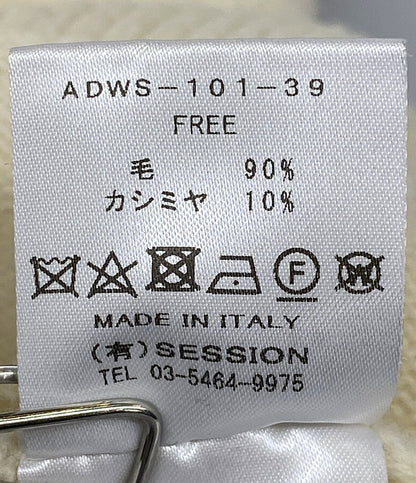 ADWS-101-39
FREE
毛 90%
カシミヤ 10%
F W
MADE IN ITALY
(有)SESSION
TEL 03-5464-9975